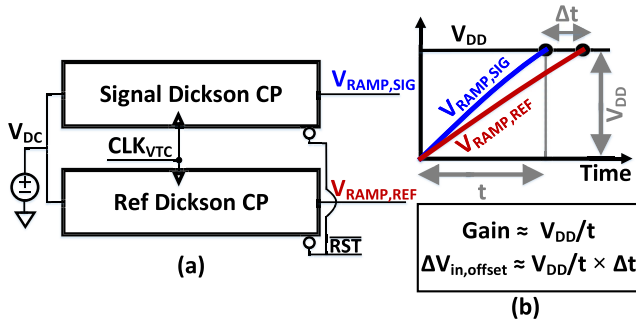 Signal Dickson CP
V_RAMP,SIG
V_DC
CLK_VTC
Ref Dickson CP
V_RAMP,REF
RST
(a)
V_DD
Δt
V_RAMP,SIG
V_RAMP,REF
V_DD
Time
t
Gain ≈ V_DD/t
ΔV_in,offset ≈ V_DD/t × Δt
(b)